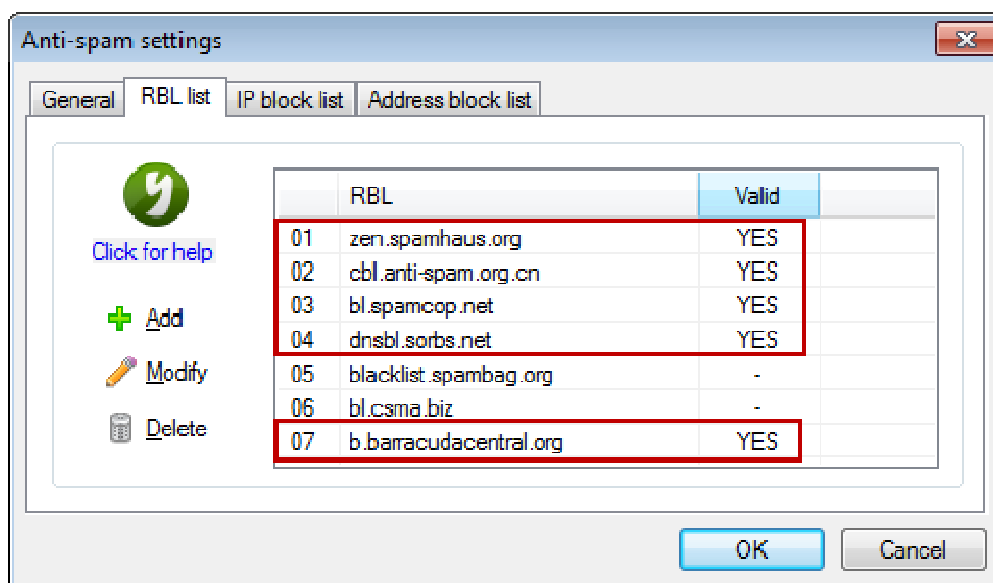 Anti-spam settings
General RBL list IP block list Address block list
Click for help
Add
Modify
Delete
RBL Valid
01 zen.spamhaus.org YES
02 cbl.anti-spam.org.cn YES
03 bl.spamcop.net YES
04 dnsbl.sorbs.net YES
05 blacklist.spambag.org -
06 bl.csma.biz -
07 b.barracudacentral.org YES
OK Cancel